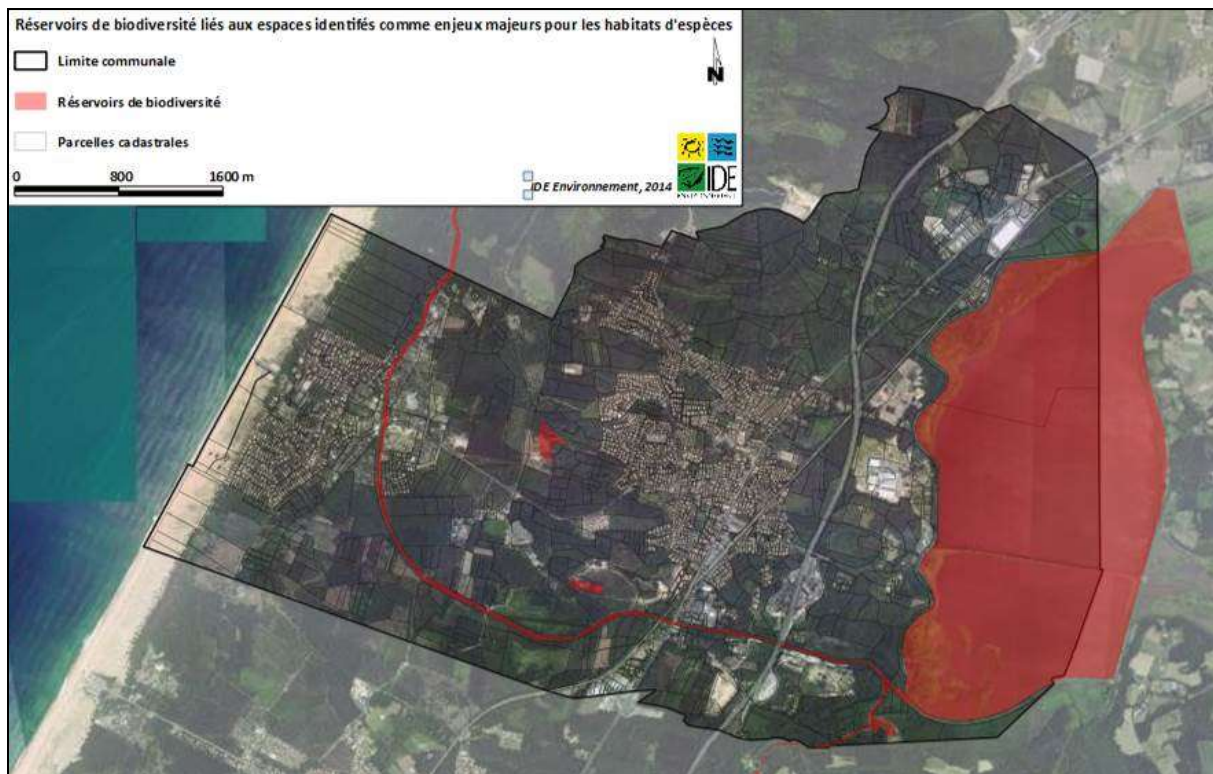 Réservoirs de biodiversité liés aux espaces identifiés comme enjeux majeurs pour les habitats d'espèces
Limite communale
N
Réservoirs de biodiversité
Parcelles cadastrales
0 800 1600 m
IDE Environnement, 2014
IDE